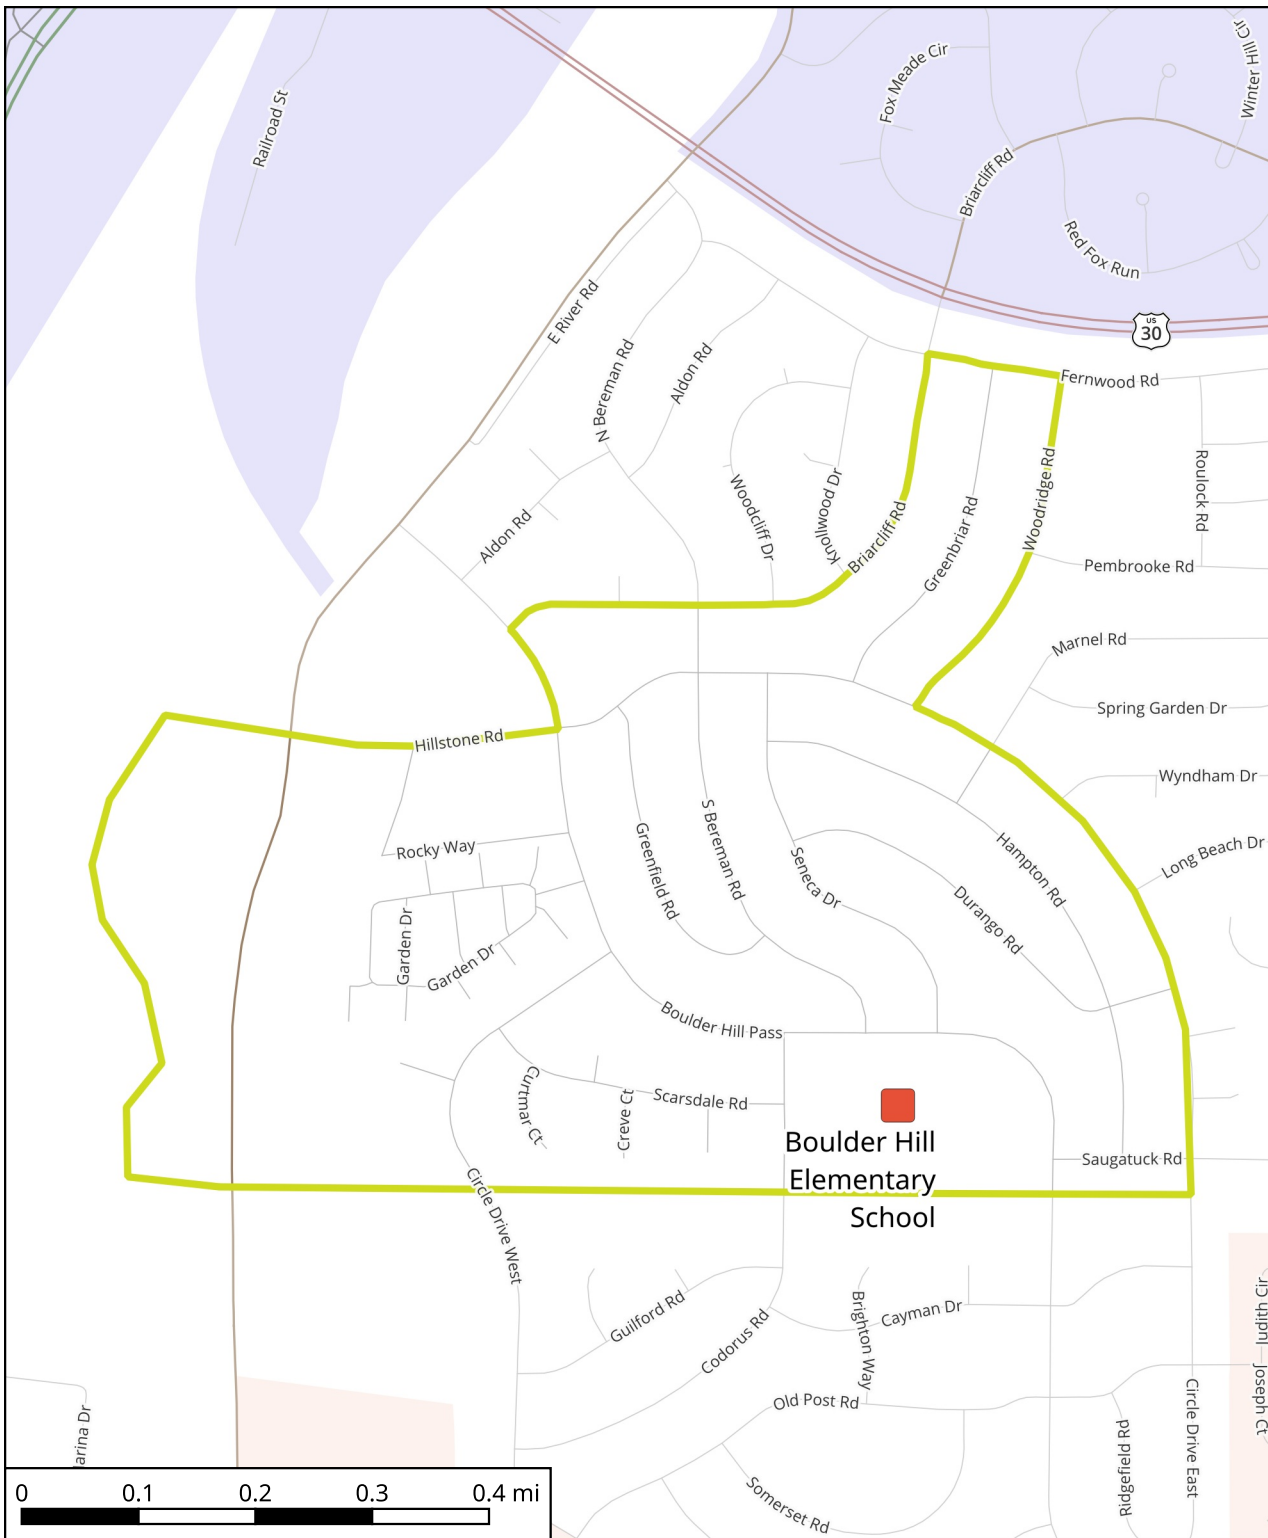 Winter Hill Cir
Fox Meade Cir
Railroad St
Briarcliff Rd
Red Fox Run
E River Rd
US
30
N Bereman Rd
Aldon Rd
Fernwood Rd
Woodridge Rd
Roulock Rd
Woodcliff Dr
Knollwood Dr
Briarcliff Rd
Greenbriar Rd
Aldon Rd
Pembrooke Rd
Marnel Rd
Spring Garden Dr
Hillstone Rd
Wyndham Dr
Rocky Way
Greenfield Rd
S Bereman Rd
Seneca Dr
Hampton Rd
Long Beach Dr
Durango Rd
Garden Dr
Garden Dr
Boulder Hill Pass
Curtmar Ct
Creve Ct
Scarsdale Rd
Boulder Hill
Elementary
School
Saugatuck Rd
Circle Drive West
Guilford Rd
Codorus Rd
Brighton Way
Cayman Dr
Judith Cir
Joseph Ct
Old Post Rd
Circle Drive East
Ridgefield Rd
Somerset Rd
arina Dr
0 0.1 0.2 0.3 0.4 mi